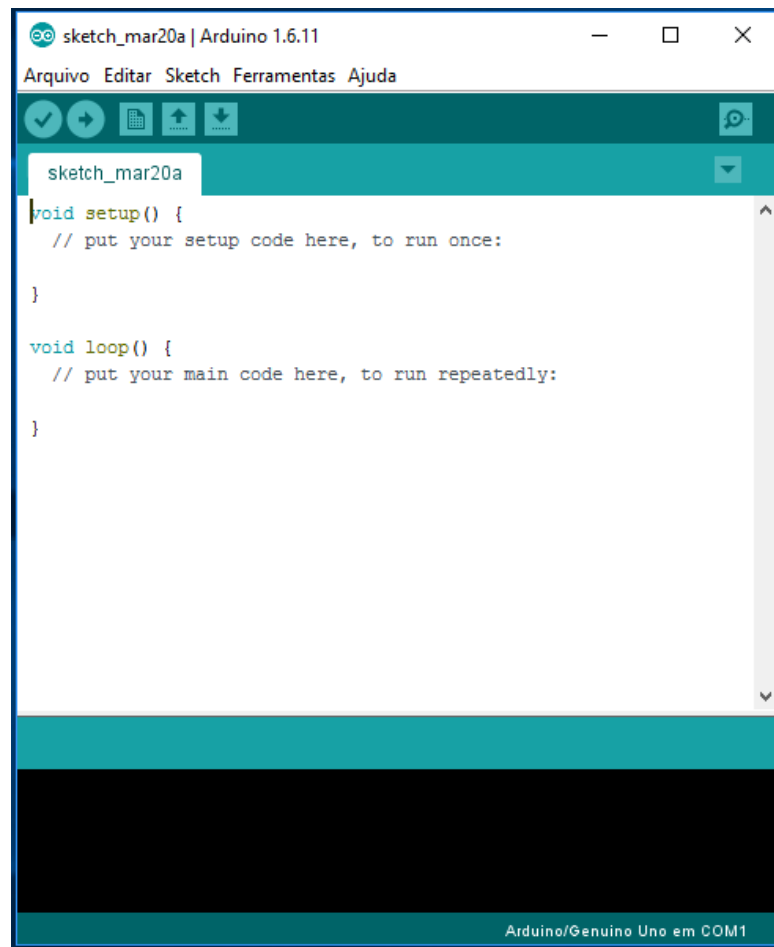 sketch_mar20a | Arduino 1.6.11
Arquivo Editar Sketch Ferramentas Ajuda
sketch_mar20a
void setup() {
  // put your setup code here, to run once:
}
void loop() {
  // put your main code here, to run repeatedly:
}
Arduino/Genuino Uno em COM1